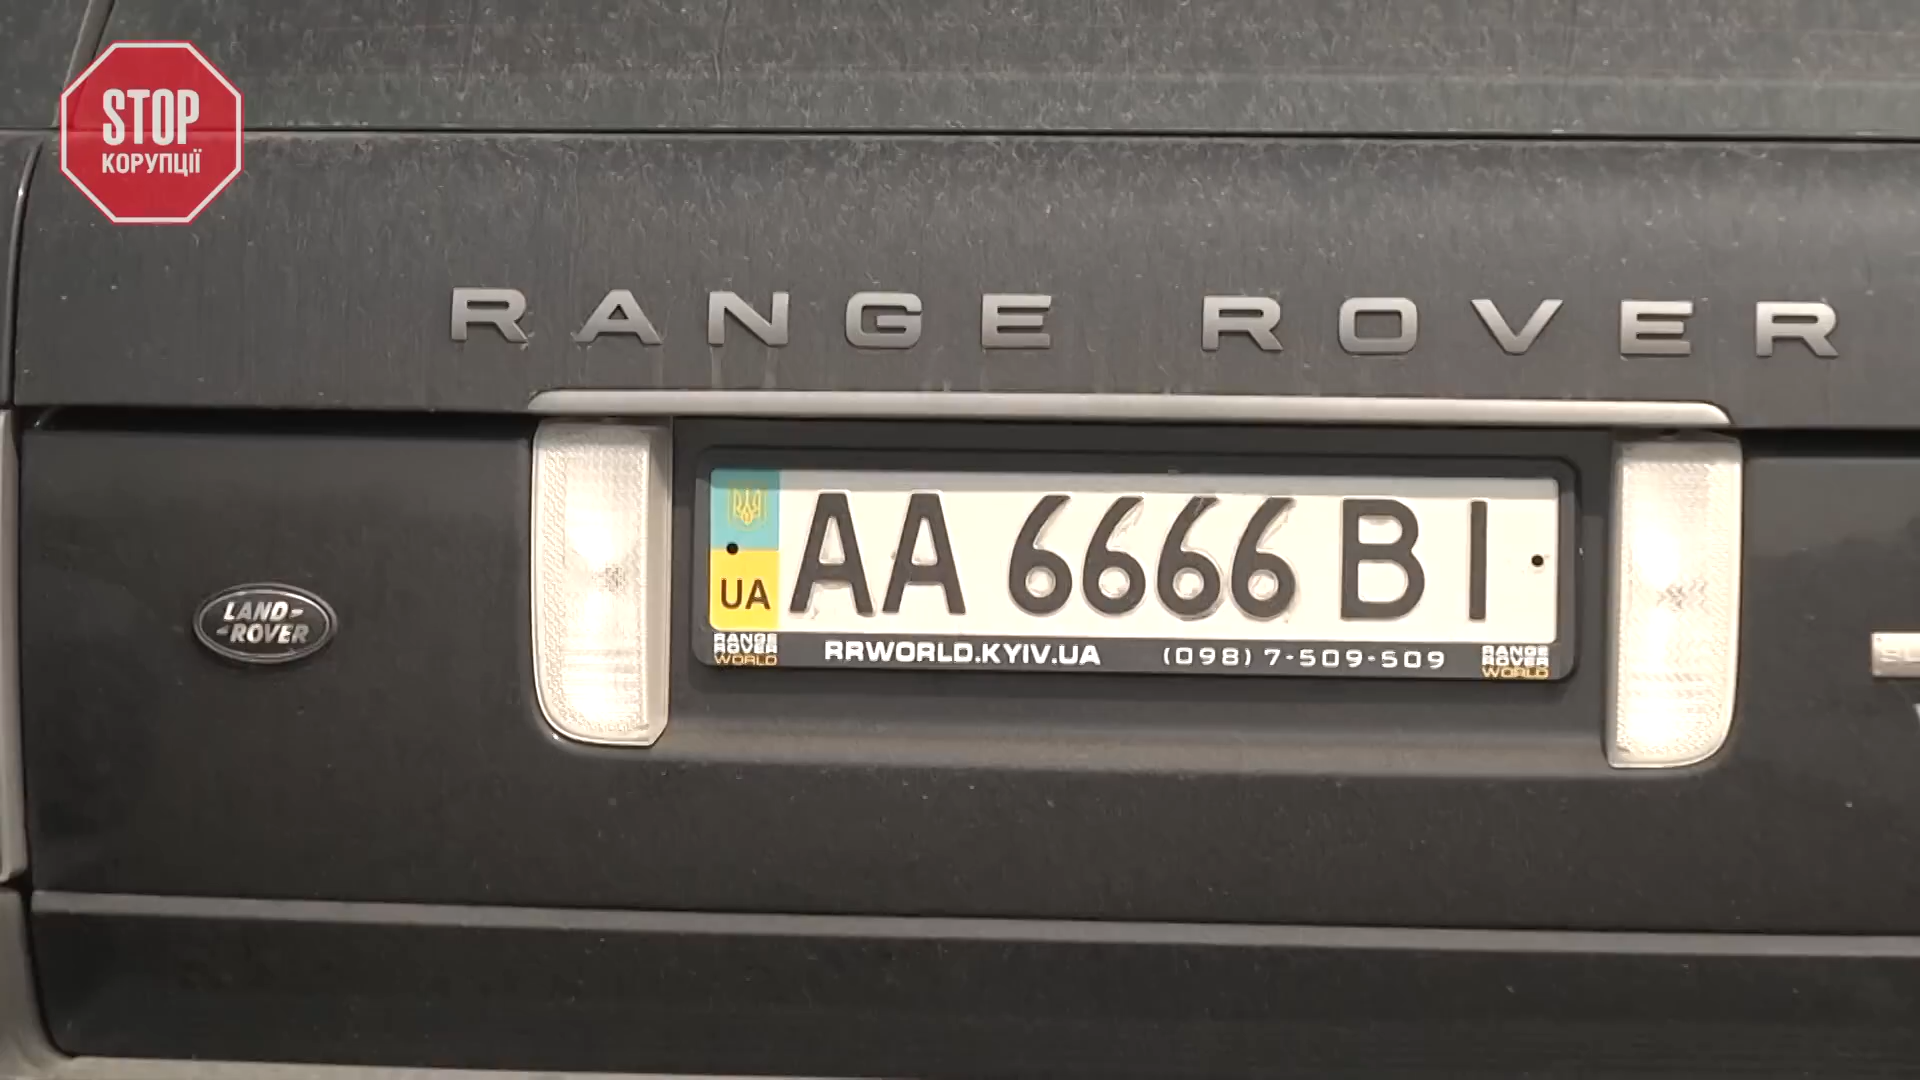 STOP
КОРУПЦІЇ
RANGE ROVER
LAND-
-ROVER
UA
AA 6666 BI
RANGE
ROVER
WORLD
RRWORLD.KYIV.UA
(098) 7-509-509
RANGE
ROVER
WORLD